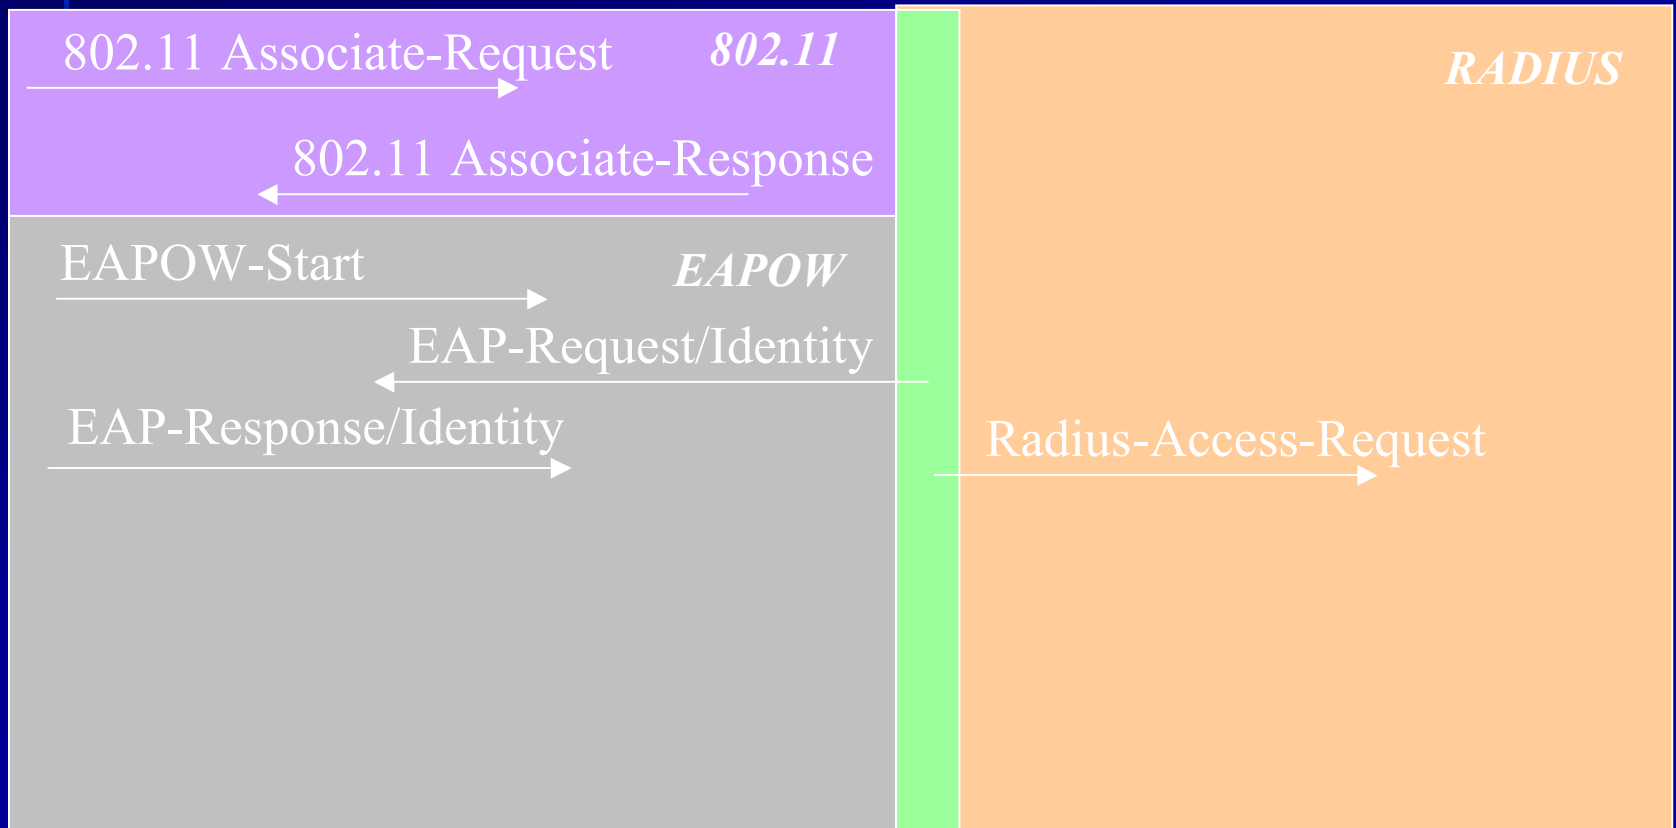 802.11 Associate-Request
802.11
RADIUS
802.11 Associate-Response
EAPOW-Start
EAPOW
EAP-Request/Identity
EAP-Response/Identity
Radius-Access-Request